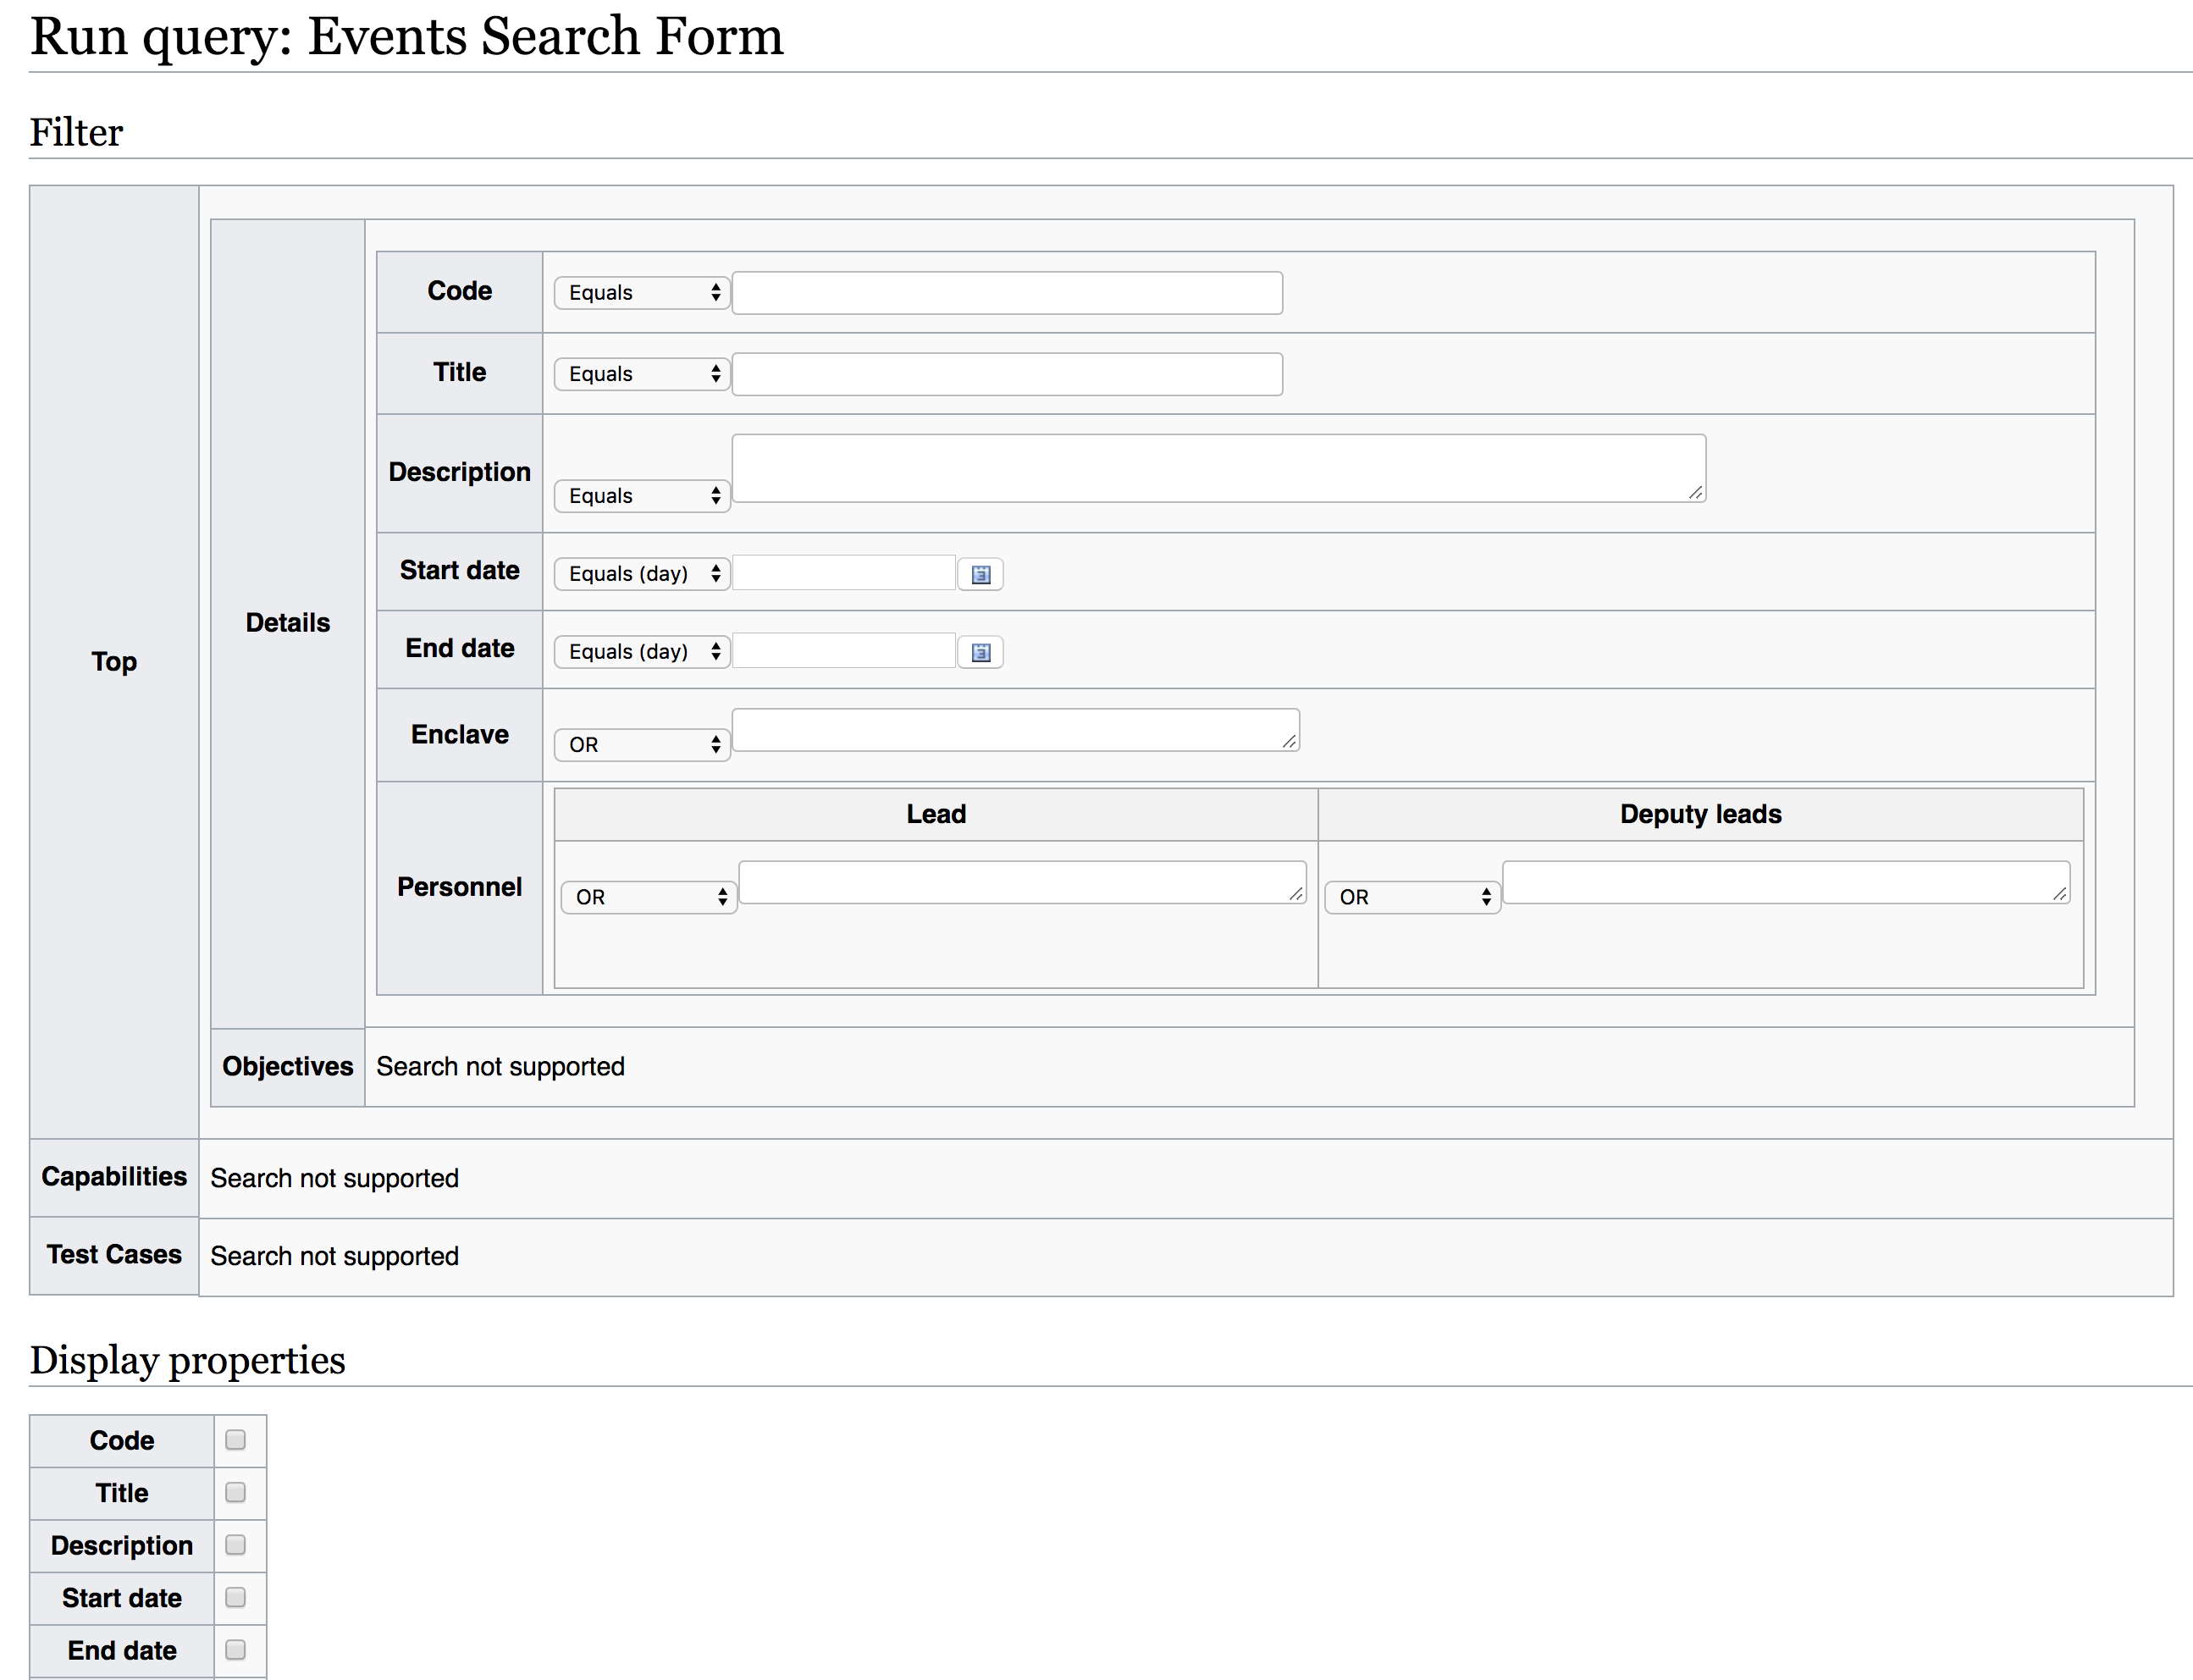 Run query: Events Search Form
Filter
Top
Details
Code
Equals
Title
Equals
Description
Equals
Start date
Equals (day)
3
End date
Equals (day)
3
Enclave
OR
Personnel
Lead
Deputy leads
OR
OR
Objectives
Search not supported
Capabilities
Search not supported
Test Cases
Search not supported
Display properties
Code
Title
Description
Start date
End date